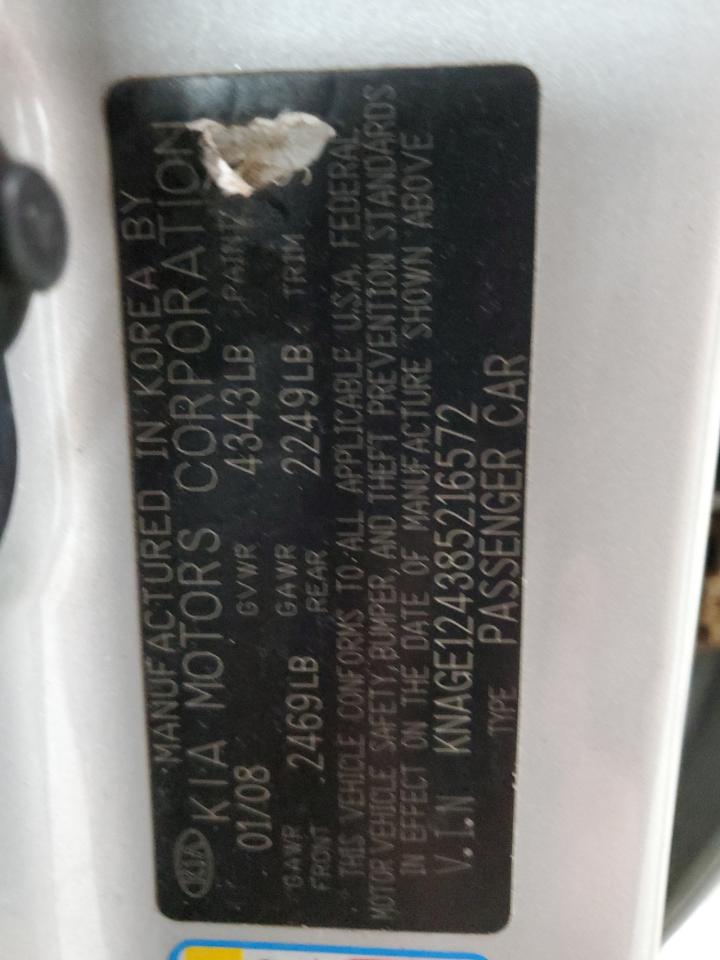 MANUFACTURED IN KOREA BY
KIA KIA MOTORS CORPORATION
01/08 GVWR 4343LB PAINT
GAWR FRONT 2469LB GAWR REAR 2249LB TRIM
THIS VEHICLE CONFORMS TO ALL APPLICABLE U.S.A. FEDERAL
MOTOR VEHICLE SAFETY, BUMPER, AND THEFT PREVENTION STANDARDS
IN EFFECT ON THE DATE OF MANUFACTURE SHOWN ABOVE
V.I.N KNAGE124385216572
TYPE PASSENGER CAR